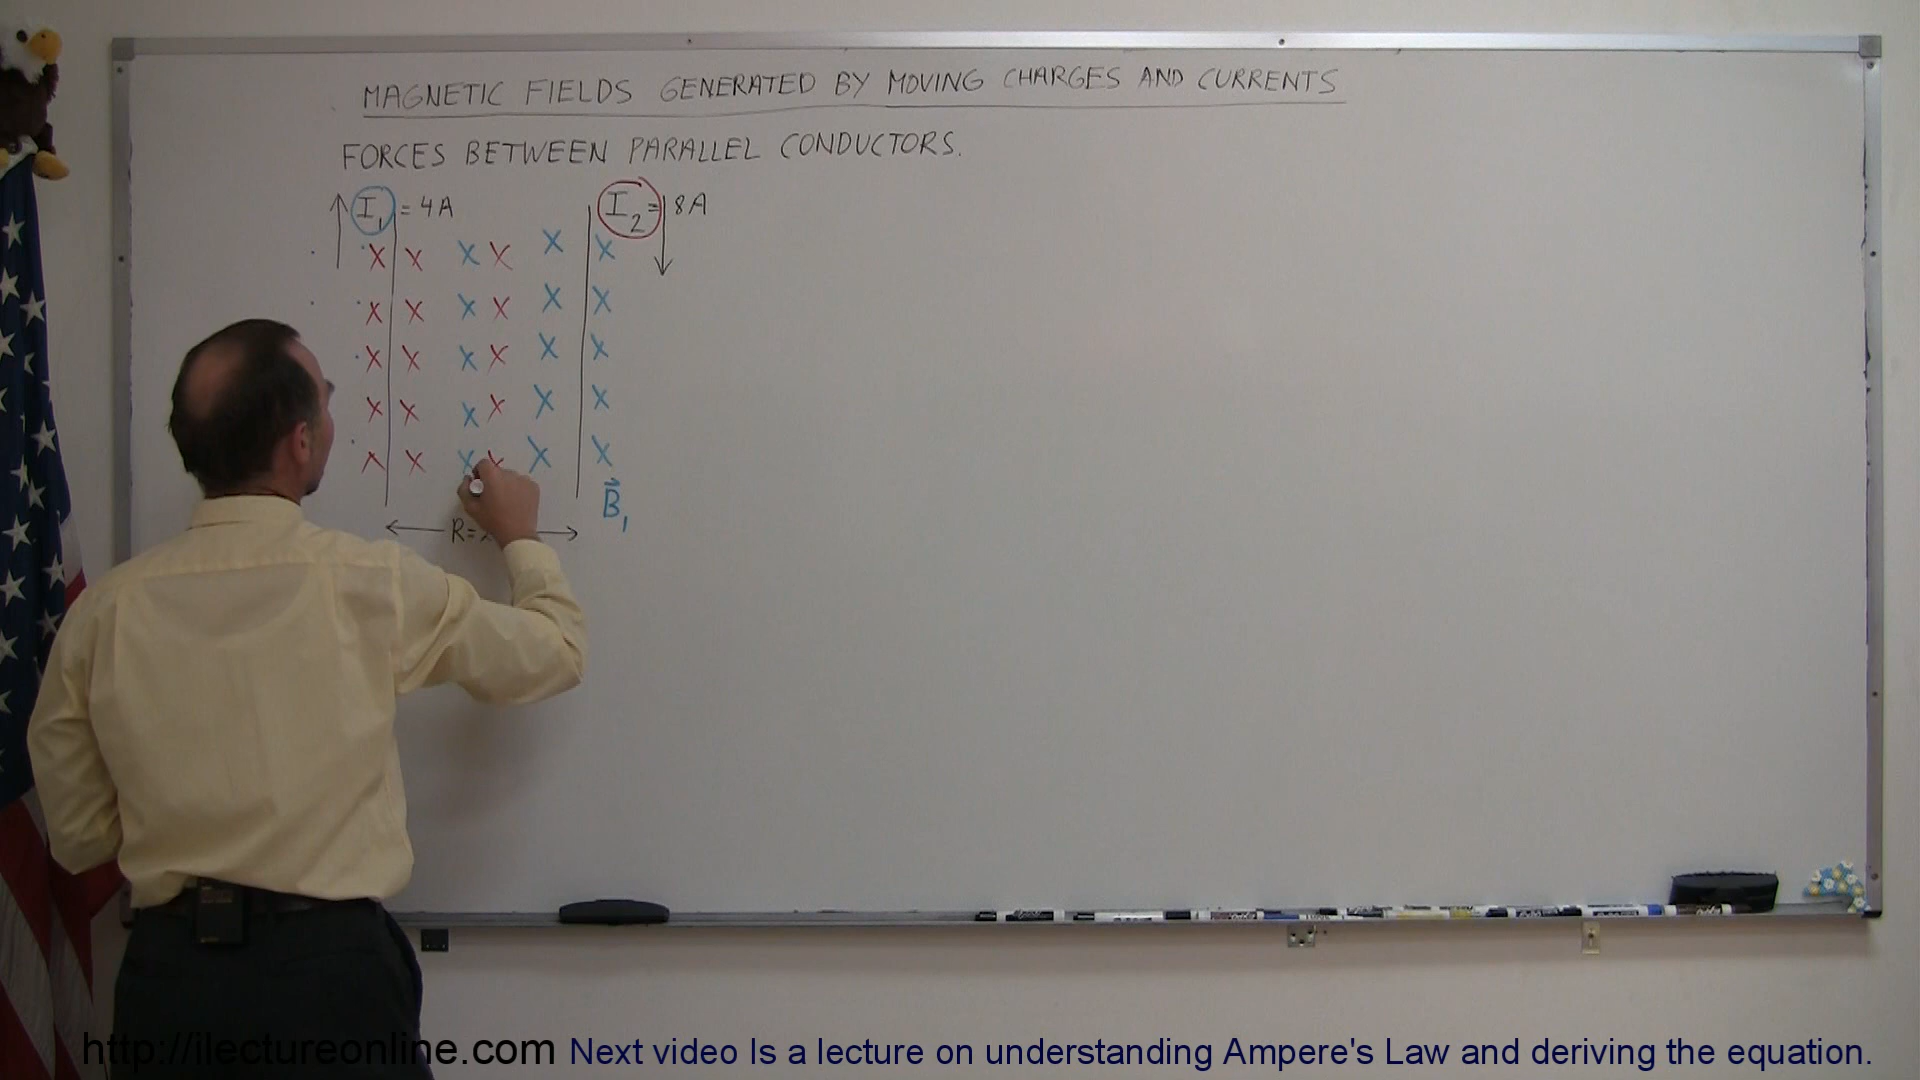 MAGNETIC FIELDS GENERATED BY MOVING CHARGES AND CURRENTS
FORCES BETWEEN PARALLEL CONDUCTORS.
I₁ = 4A
I₂ = 8A
X X X X X X
X X X X X X
X X X X X X
X X X X X X
X X X X X X
B⃗₁
R=
http://ilectureonline.com Next video Is a lecture on understanding Ampere's Law and deriving the equation.